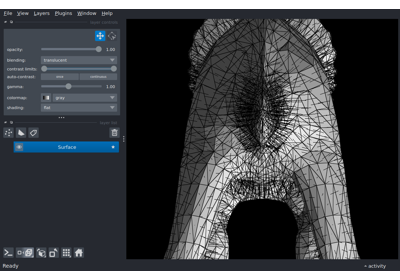 File View Layers Plugins Window Help
layer controls
opacity: 1.00
blending: translucent
contrast limits:
auto-contrast: once continuous
gamma: 1.00
colormap: gray
shading: flat
layer list
Surface
Ready
activity